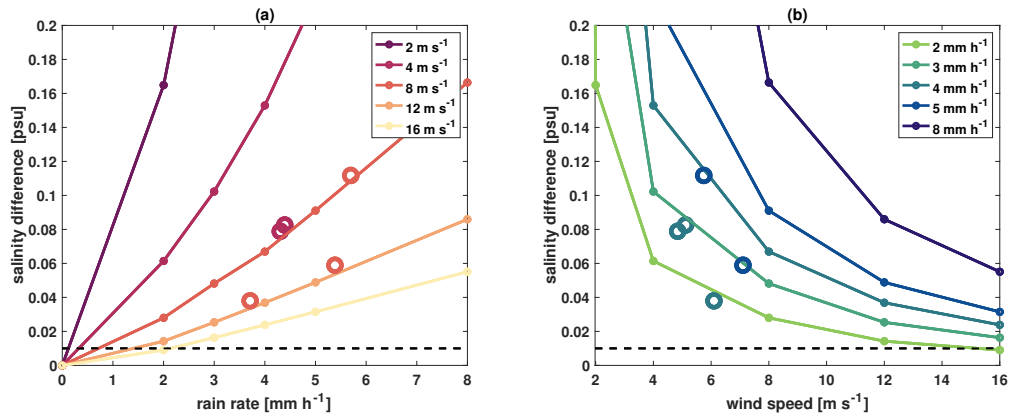 (a)
0.2
0.18
0.16
0.14
0.12
0.1
0.08
0.06
0.04
0.02
0
salinity difference [psu]
0 1 2 3 4 5 6 7 8
rain rate [mm h⁻¹]
2 m s⁻¹
4 m s⁻¹
8 m s⁻¹
12 m s⁻¹
16 m s⁻¹
(b)
0.2
0.18
0.16
0.14
0.12
0.1
0.08
0.06
0.04
0.02
0
salinity difference [psu]
2 4 6 8 10 12 14 16
wind speed [m s⁻¹]
2 mm h⁻¹
3 mm h⁻¹
4 mm h⁻¹
5 mm h⁻¹
8 mm h⁻¹